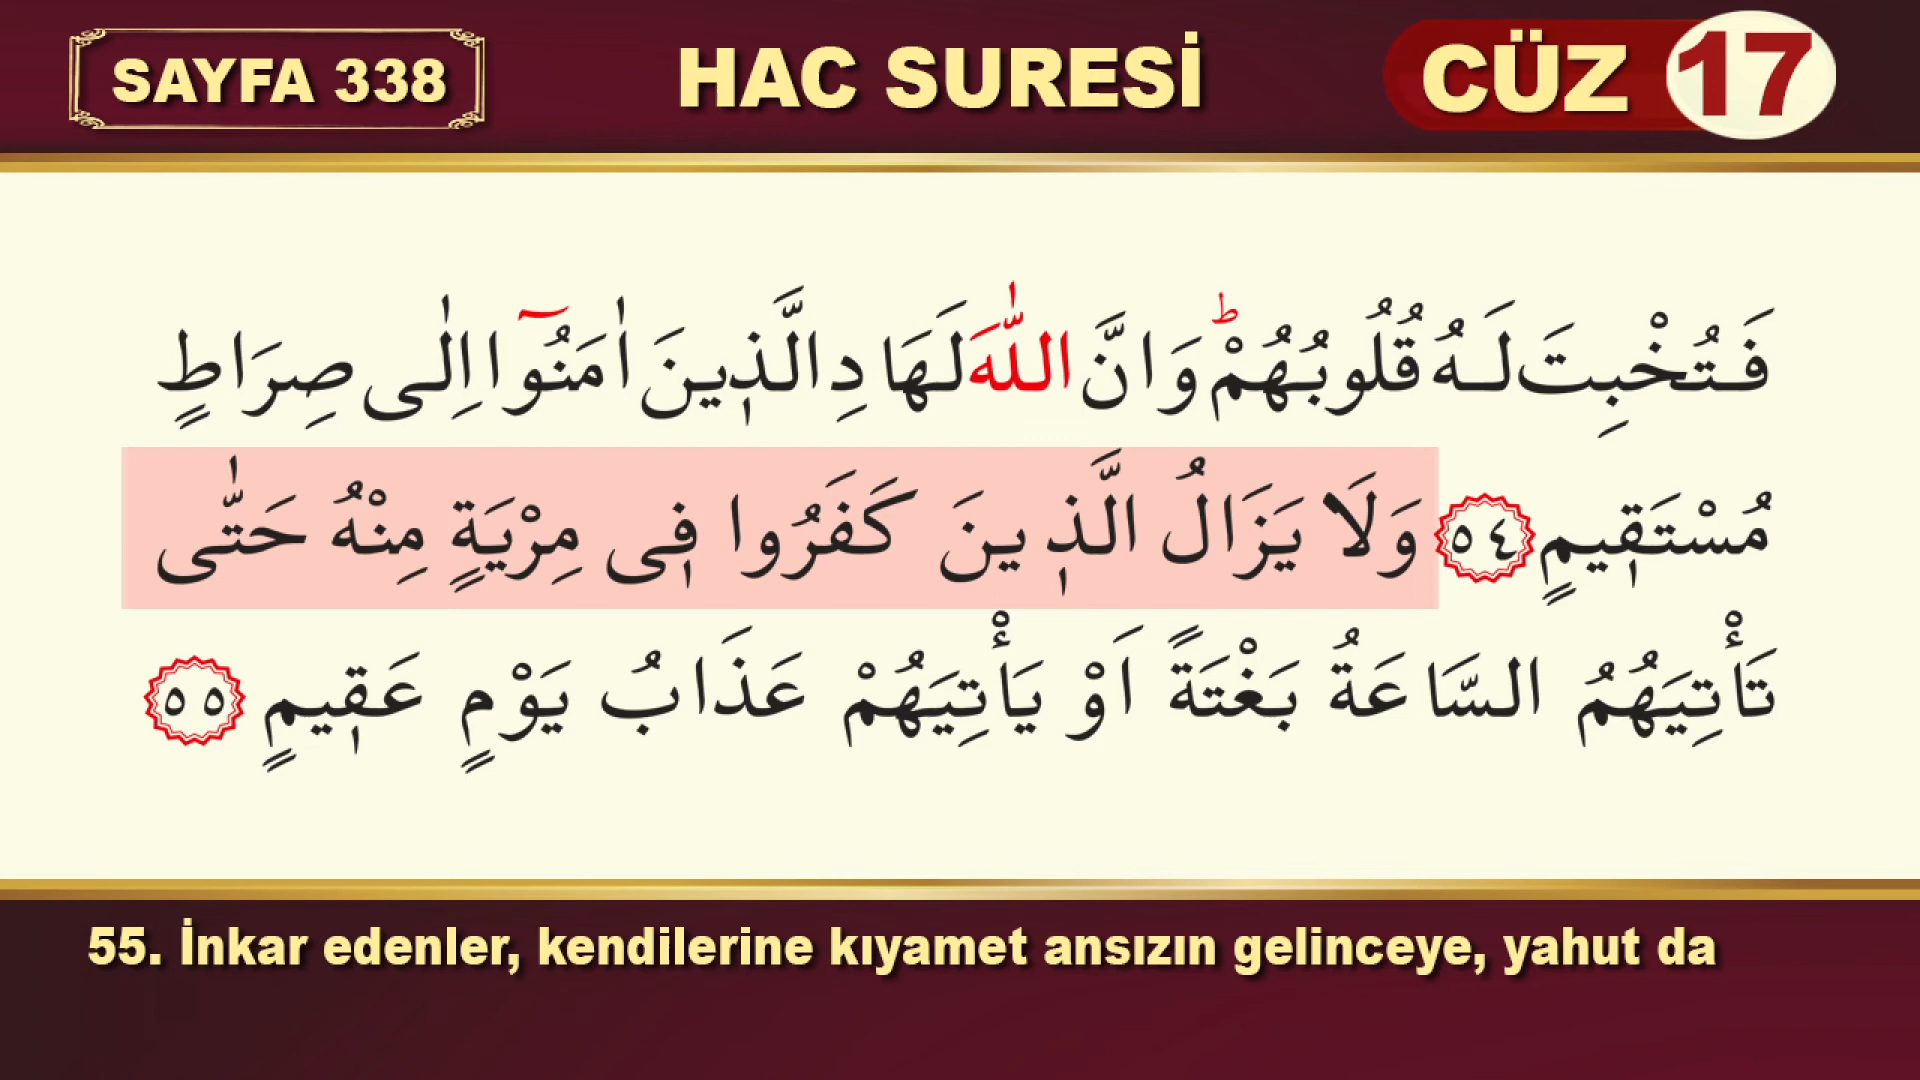 SAYFA 338
HAC SURESİ
CÜZ 17
فَتُخْبِتَ لَهُ قُلُوبُهُمْۜ وَاِنَّ اللّٰهَ لَهَادِ الَّذ۪ينَ اٰمَنُٓوا اِلٰى صِرَاطٍ
مُسْتَق۪يمٍ ٥٤ وَلَا يَزَالُ الَّذ۪ينَ كَفَرُوا ف۪ى مِرْيَةٍ مِنْهُ حَتّٰى
تَأْتِيَهُمُ السَّاعَةُ بَغْتَةً اَوْ يَأْتِيَهُمْ عَذَابُ يَوْمٍ عَق۪يمٍ ٥٥
55. İnkar edenler, kendilerine kıyamet ansızın gelinceye, yahut da